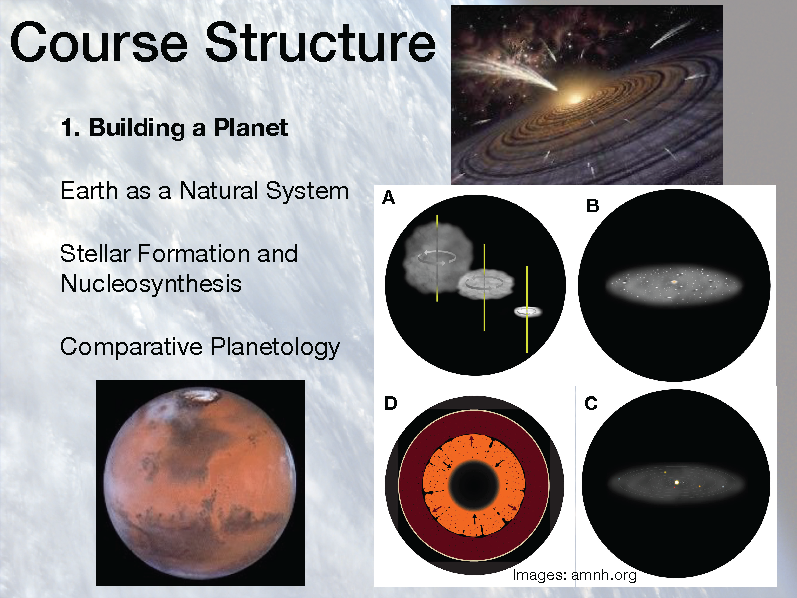 Course Structure
1. Building a Planet
Earth as a Natural System
Stellar Formation and
Nucleosynthesis
Comparative Planetology
A
B
D
C
Images: amnh.org